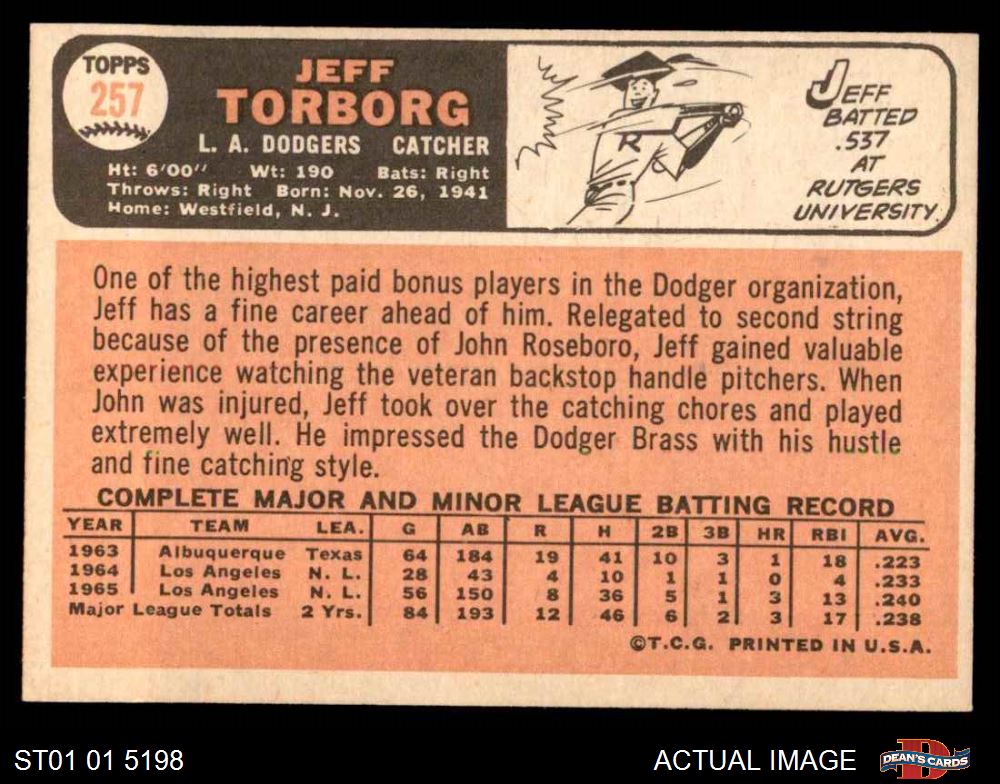 TOPPS
257
JEFF
TORBORG
L. A. DODGERS CATCHER
Ht: 6'00" Wt: 190 Bats: Right
Throws: Right Born: Nov. 26, 1941
Home: Westfield, N. J.
R
JEFF
BATTED
.537
AT
RUTGERS
UNIVERSITY.
One of the highest paid bonus players in the Dodger organization,
Jeff has a fine career ahead of him. Relegated to second string
because of the presence of John Roseboro, Jeff gained valuable
experience watching the veteran backstop handle pitchers. When
John was injured, Jeff took over the catching chores and played
extremely well. He impressed the Dodger Brass with his hustle
and fine catching style.
COMPLETE MAJOR AND MINOR LEAGUE BATTING RECORD
YEAR TEAM LEA. G AB R H 2B 3B HR RBI AVG.
1963 Albuquerque Texas 64 184 19 41 10 3 1 18 .223
1964 Los Angeles N. L. 28 43 4 10 1 1 0 4 .233
1965 Los Angeles N. L. 56 150 8 36 5 1 3 13 .240
Major League Totals 2 Yrs. 84 193 12 46 6 2 3 17 .238
©T.C.G. PRINTED IN U.S.A.
ST01 01 5198
ACTUAL IMAGE
DEAN'S CARDS